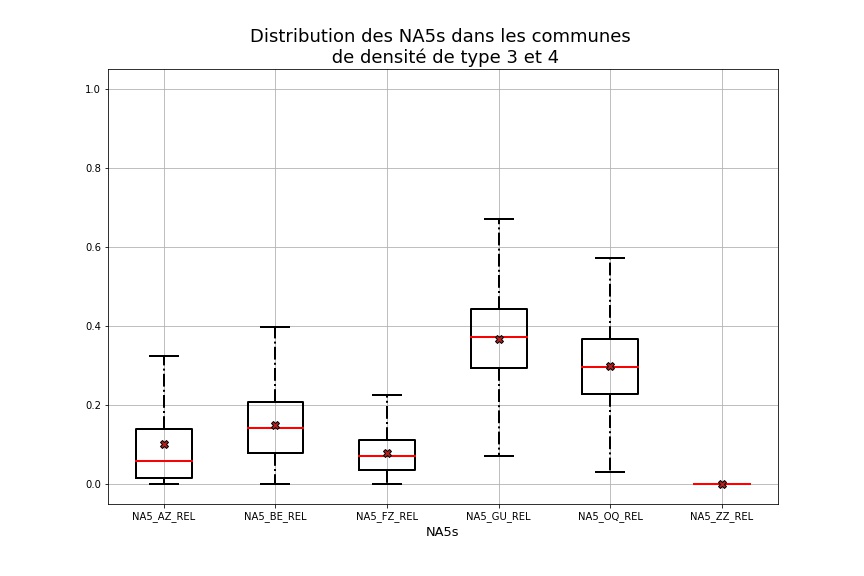 Distribution des NA5s dans les communes
de densité de type 3 et 4
1.0
0.8
0.6
0.4
0.2
0.0
NA5_AZ_REL NA5_BE_REL NA5_FZ_REL NA5_GU_REL NA5_OQ_REL NA5_ZZ_REL
NA5s